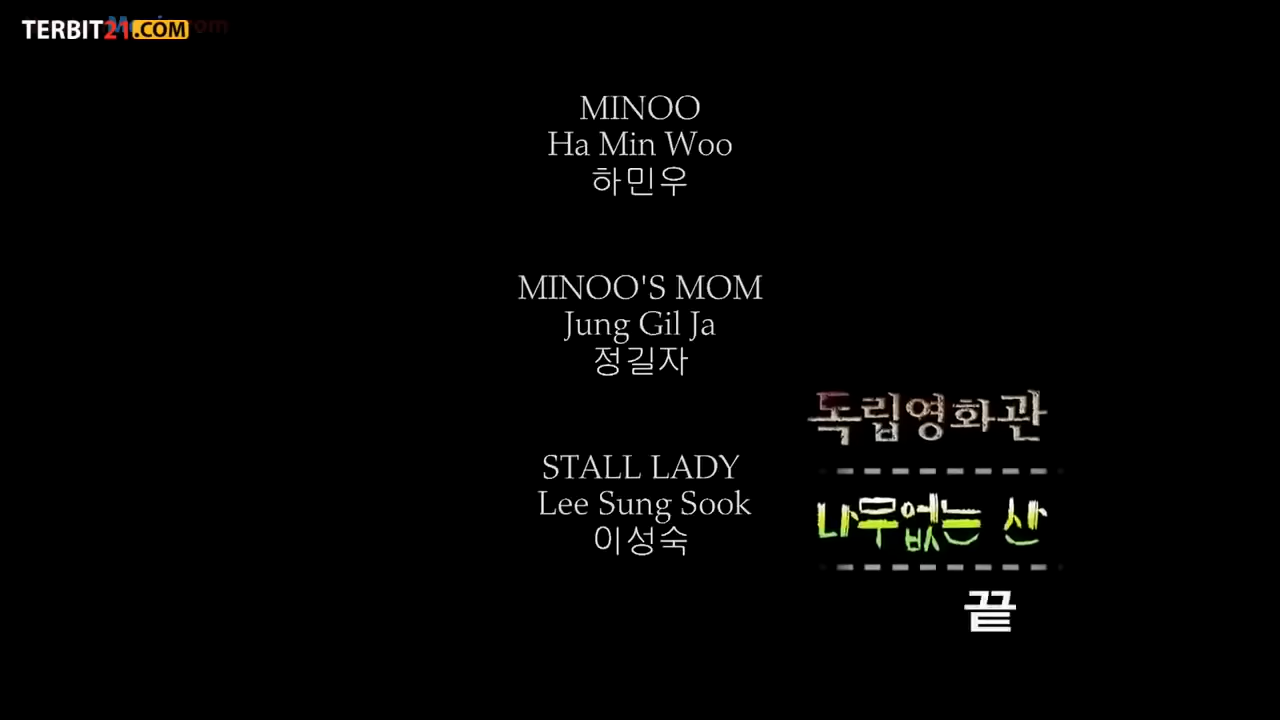 TERBIT21.COM
MINOO
Ha Min Woo
하민우
MINOO'S MOM
Jung Gil Ja
정길자
STALL LADY
Lee Sung Sook
이성숙
독립영화관
나무없는 산
끝